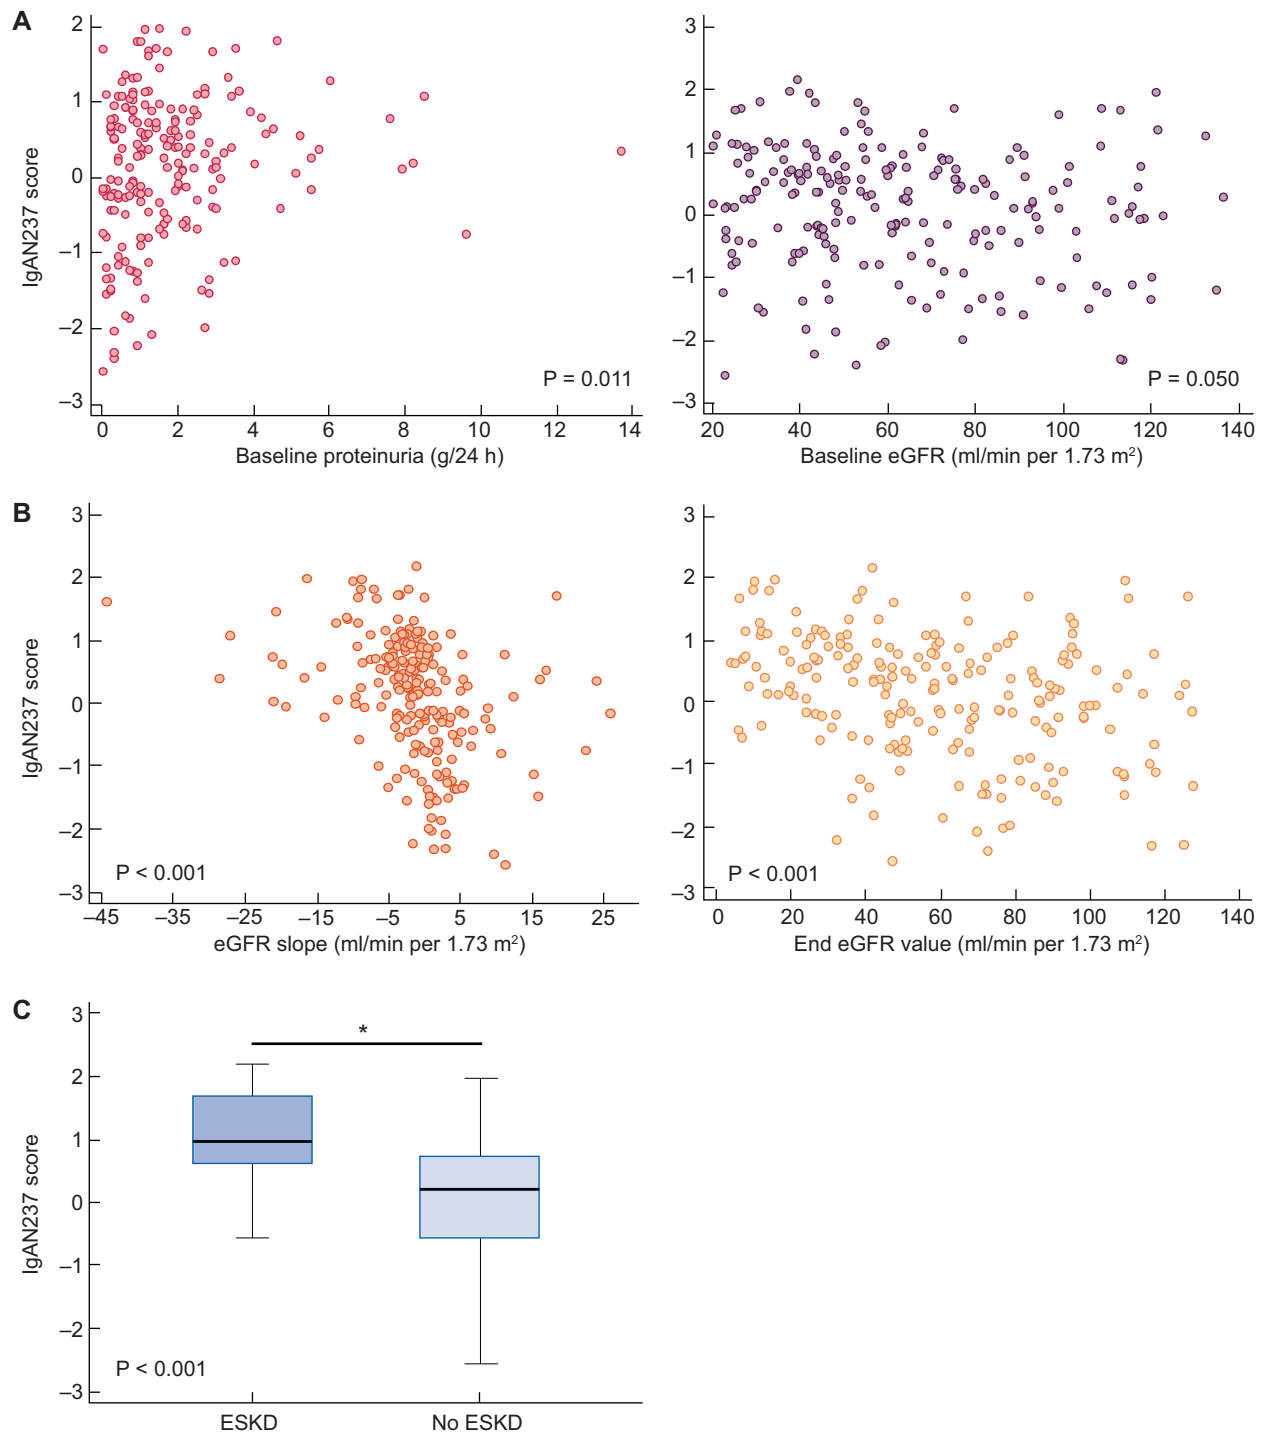 A
IgAN237 score
2
1
0
–1
–2
–3
P = 0.011
0 2 4 6 8 10 12 14
Baseline proteinuria (g/24 h)
3
2
1
0
–1
–2
–3
P = 0.050
20 40 60 80 100 120 140
Baseline eGFR (ml/min per 1.73 m²)
B
IgAN237 score
3
2
1
0
–1
–2
–3
P < 0.001
–45 –35 –25 –15 –5 5 15 25
eGFR slope (ml/min per 1.73 m²)
3
2
1
0
–1
–2
–3
P < 0.001
0 20 40 60 80 100 120 140
End eGFR value (ml/min per 1.73 m²)
C
IgAN237 score
3
2
1
0
–1
–2
–3
*
P < 0.001
ESKD No ESKD